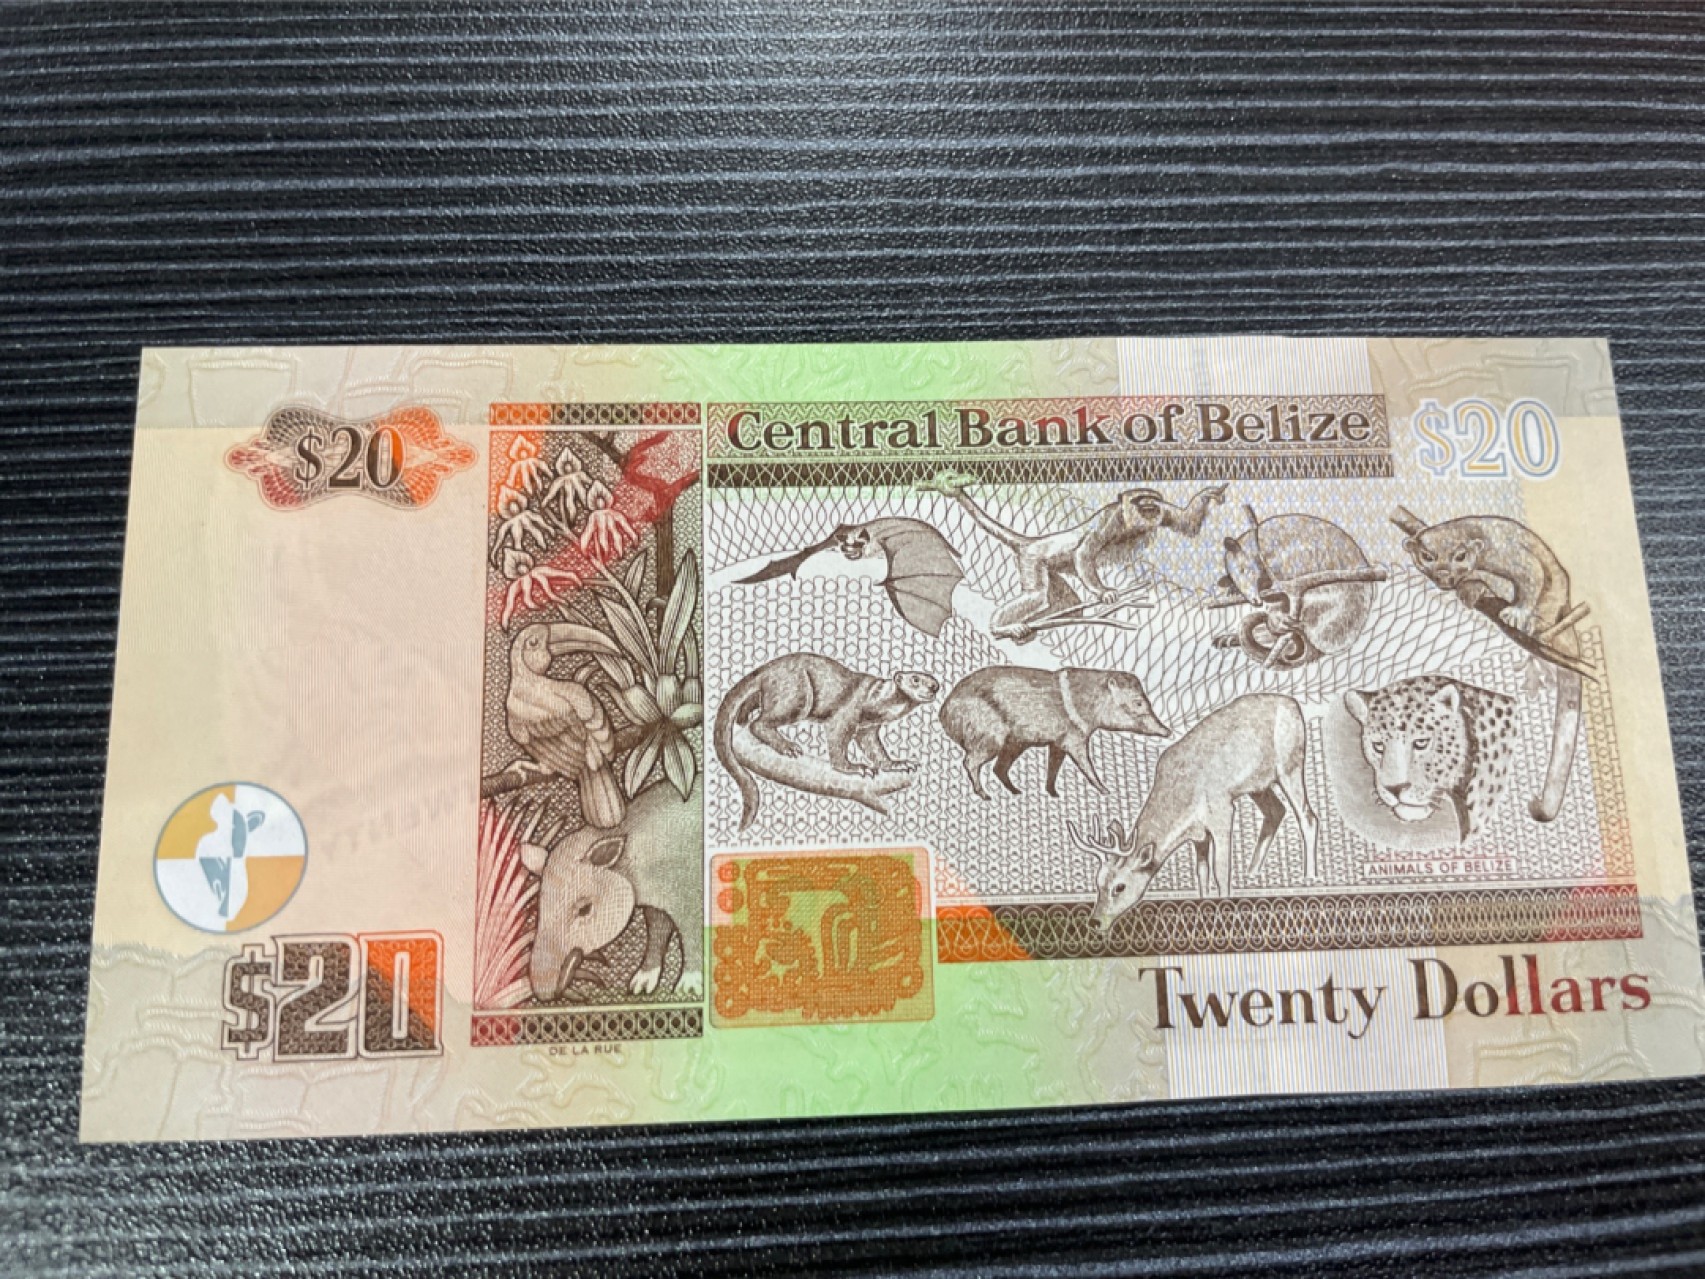 Central Bank of Belize
$20
$20
ANIMALS OF BELIZE
$20
Twenty Dollars
DE LA RUE